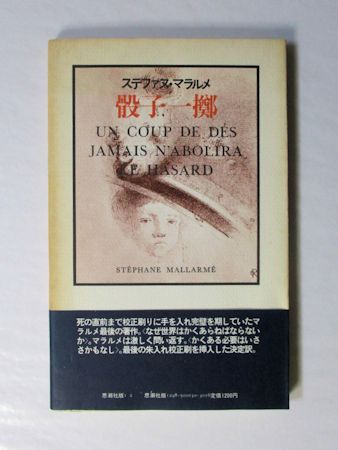 ステファヌ・マラルメ
骰子一擲
UN COUP DE DÉS
JAMAIS N'ABOLIRA
LE HASARD
STÉPHANE MALLARMÉ
死の直前まで校正刷りに手を入れ完璧を期していたマ
ラルメ最後の著作。〈なぜ世界はかくあらねばならない
か〉。マラルメは激しく問い返す。〈かくある必要はいさ
さかもなし〉。最後の朱入れ校正刷を挿入した決定訳。
思潮社版
思潮社版
定価1200円